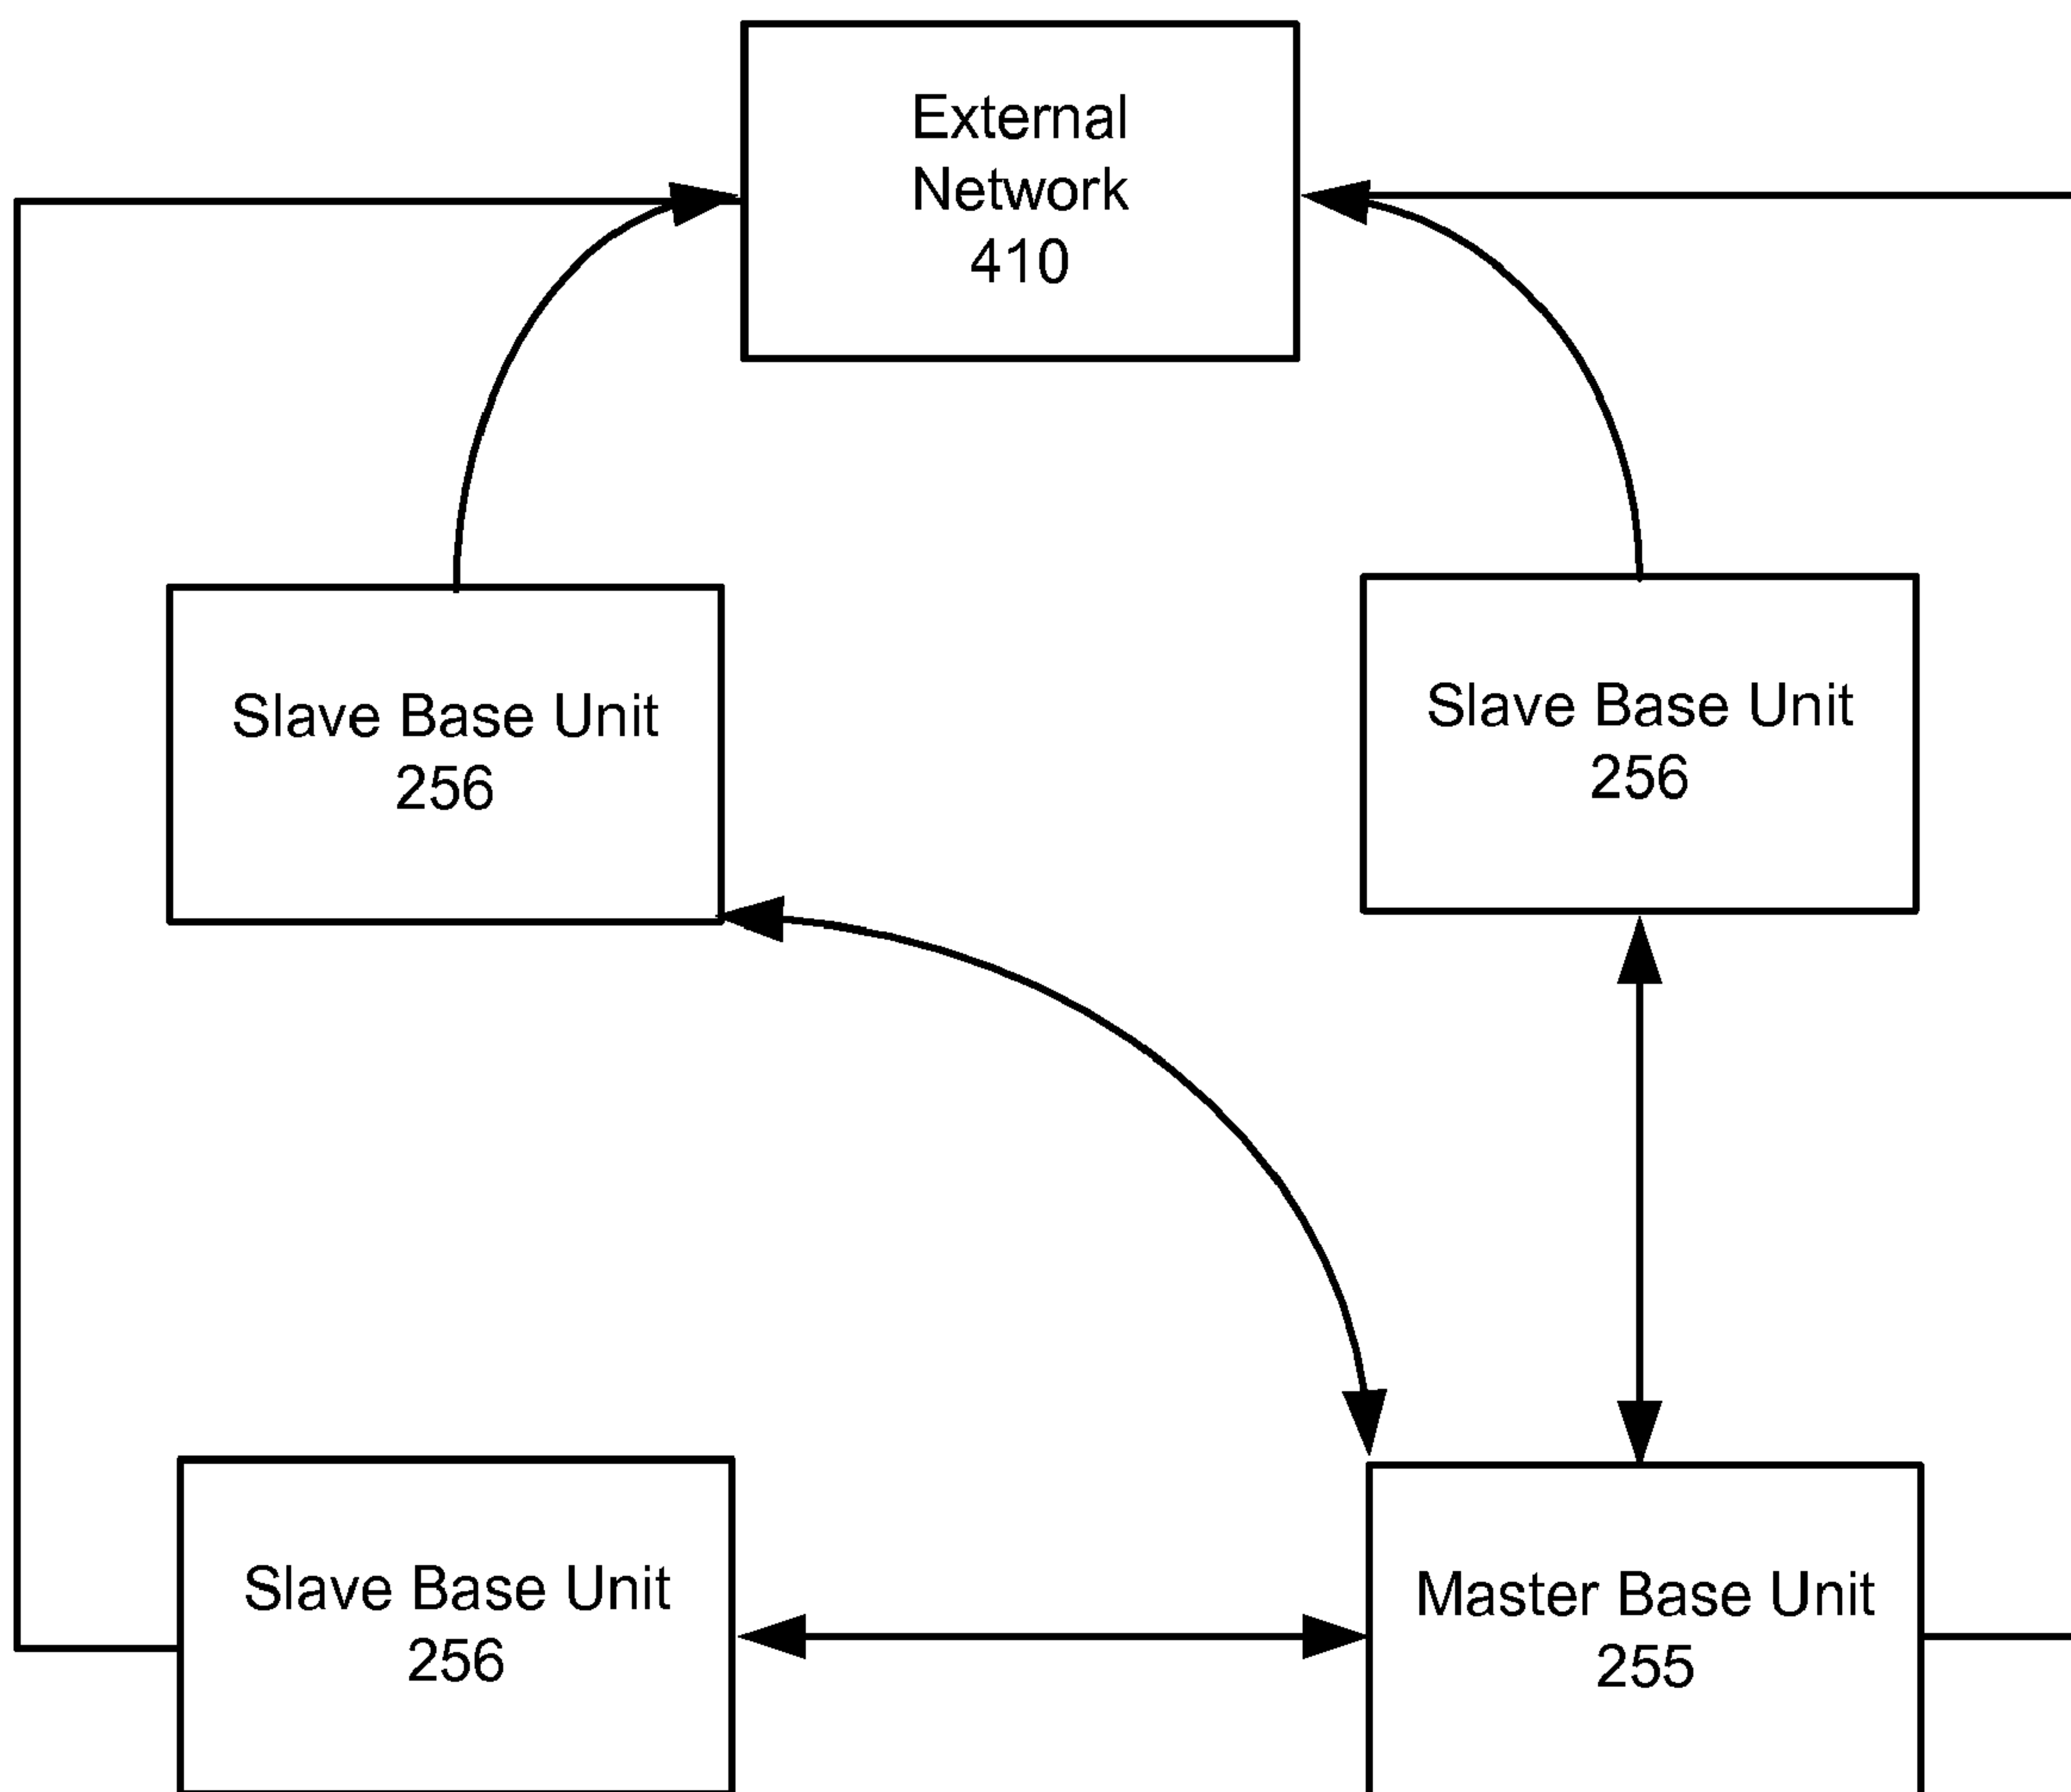 External
Network
410
Slave Base Unit
256
Slave Base Unit
256
Slave Base Unit
256
Master Base Unit
255